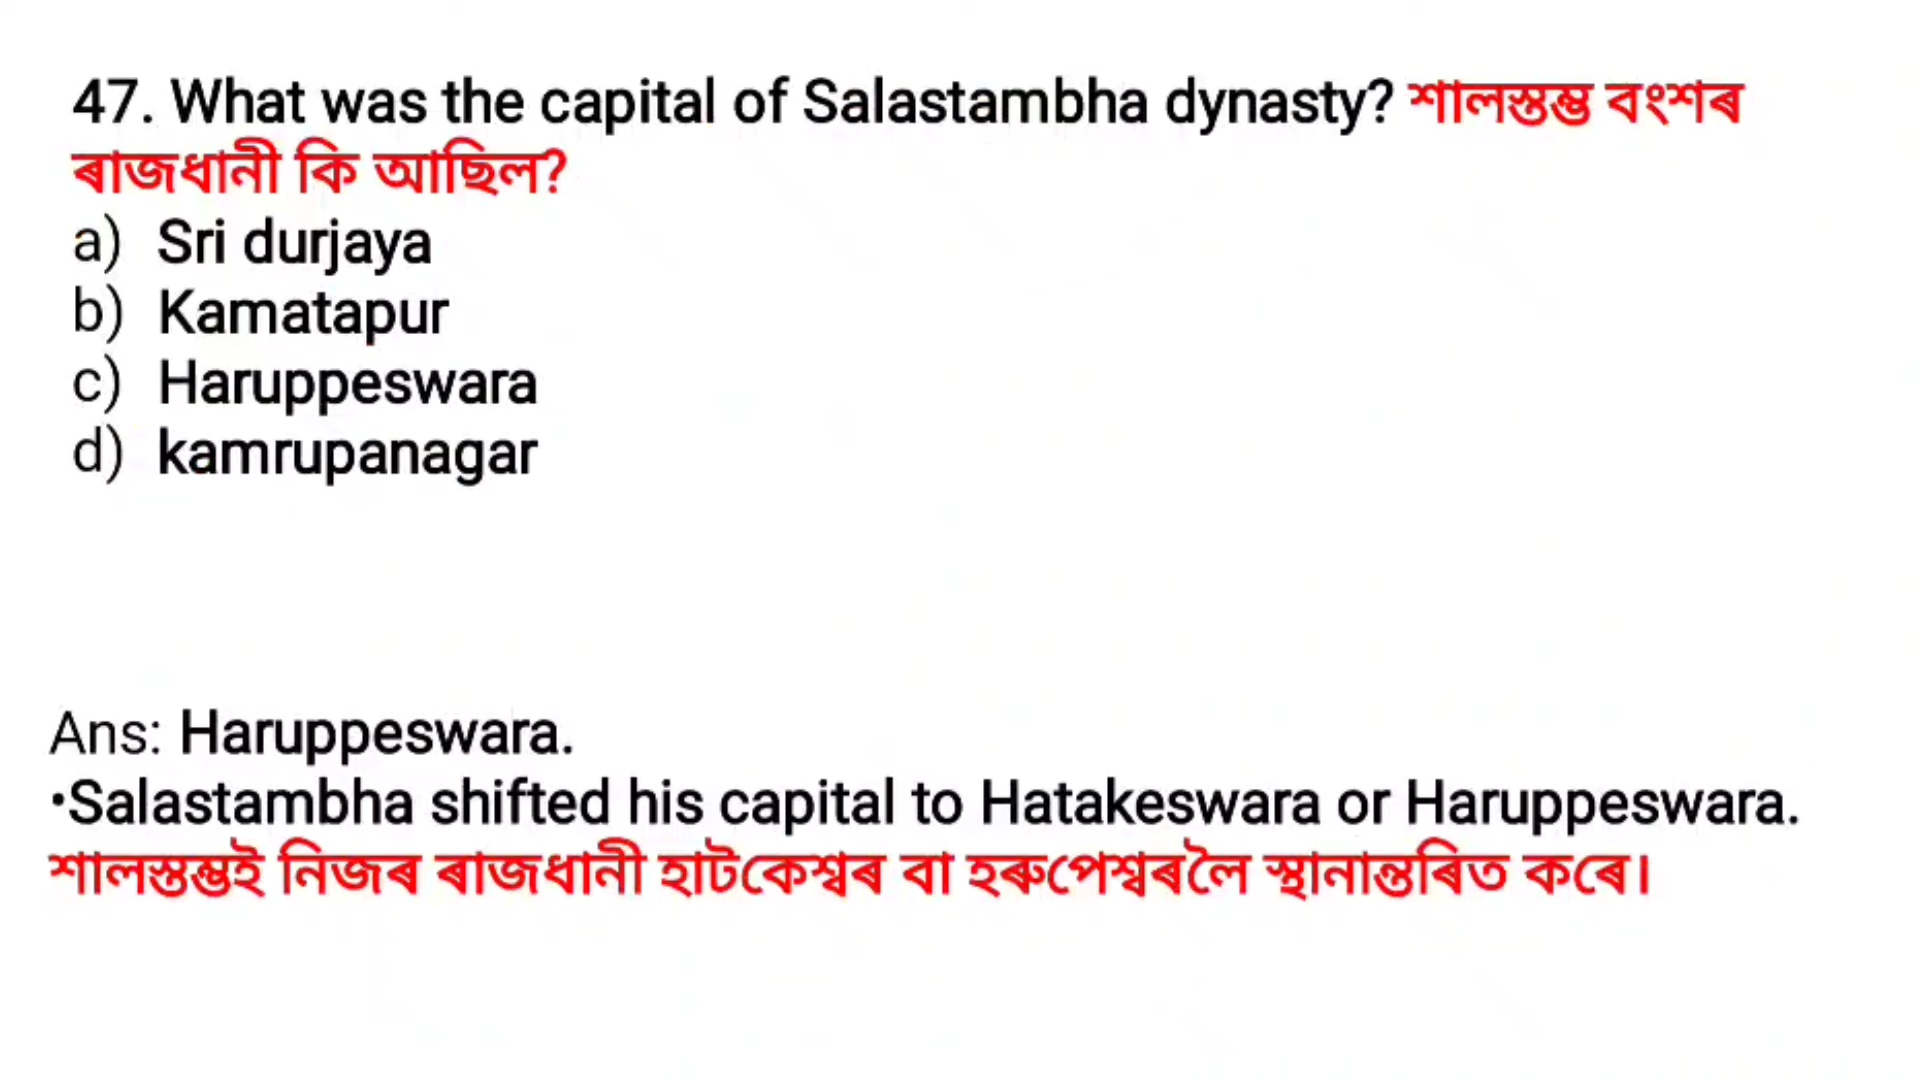 47. What was the capital of Salastambha dynasty? শালস্তম্ভ বংশৰ
ৰাজধানী কি আছিল?
a) Sri durjaya
b) Kamatapur
c) Haruppeswara
d) kamrupanagar
Ans: Haruppeswara.
•Salastambha shifted his capital to Hatakeswara or Haruppeswara.
শালস্তম্ভই নিজৰ ৰাজধানী হাটকেশ্বৰ বা হৰুপেশ্বৰলৈ স্থানান্তৰিত কৰে।